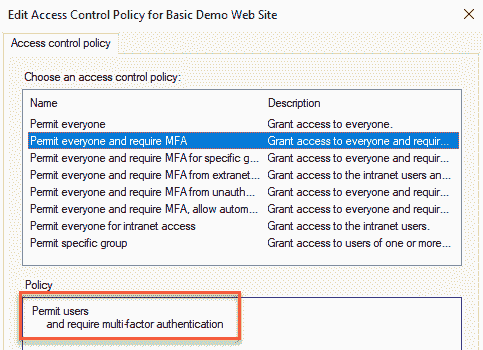 Edit Access Control Policy for Basic Demo Web Site
Access control policy
Choose an access control policy:
Name Description
Permit everyone Grant access to everyone.
Permit everyone and require MFA Grant access to everyone and requir...
Permit everyone and require MFA for specific g... Grant access to everyone and requir...
Permit everyone and require MFA from extranet... Grant access to the intranet users an...
Permit everyone and require MFA from unauth... Grant access to everyone and requir...
Permit everyone and require MFA, allow autom... Grant access to everyone and requir...
Permit everyone for intranet access Grant access to the intranet users.
Permit specific group Grant access to users of one or more...
Policy
Permit users
and require multi-factor authentication